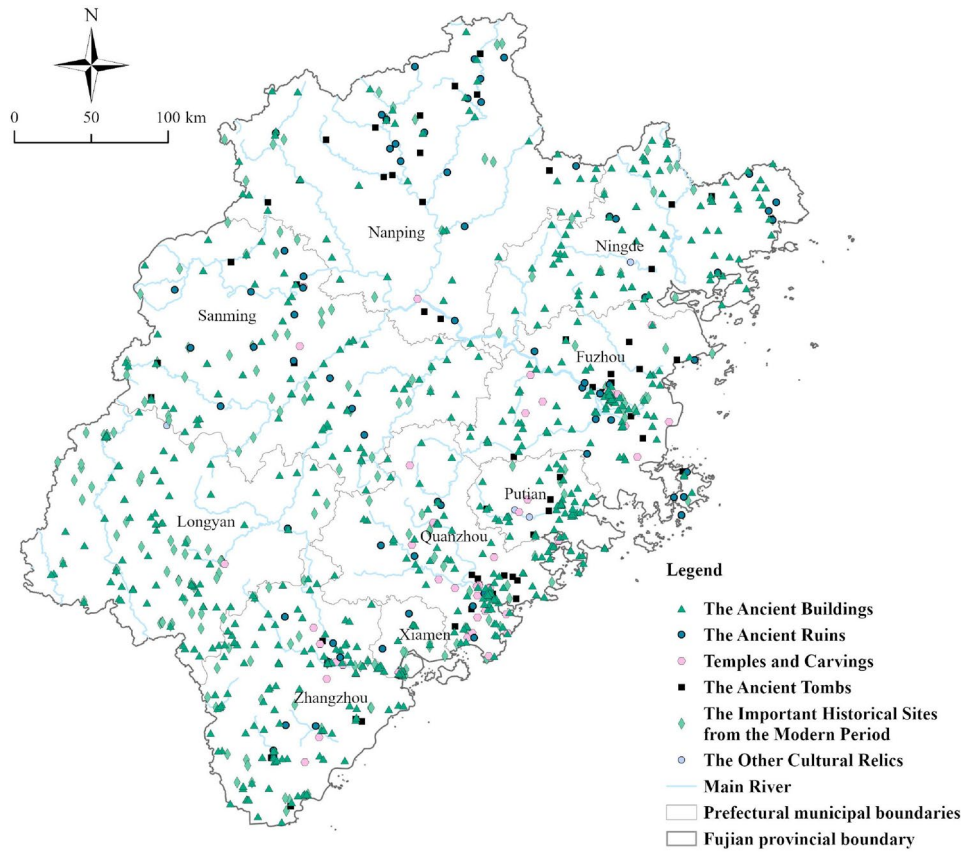 N
0 50 100 km
Nanping
Ningde
Sanming
Fuzhou
Putian
Longyan
Quanzhou
Xiamen
Zhangzhou
Legend
The Ancient Buildings
The Ancient Ruins
Temples and Carvings
The Ancient Tombs
The Important Historical Sites
from the Modern Period
The Other Cultural Relics
Main River
Prefectural municipal boundaries
Fujian provincial boundary